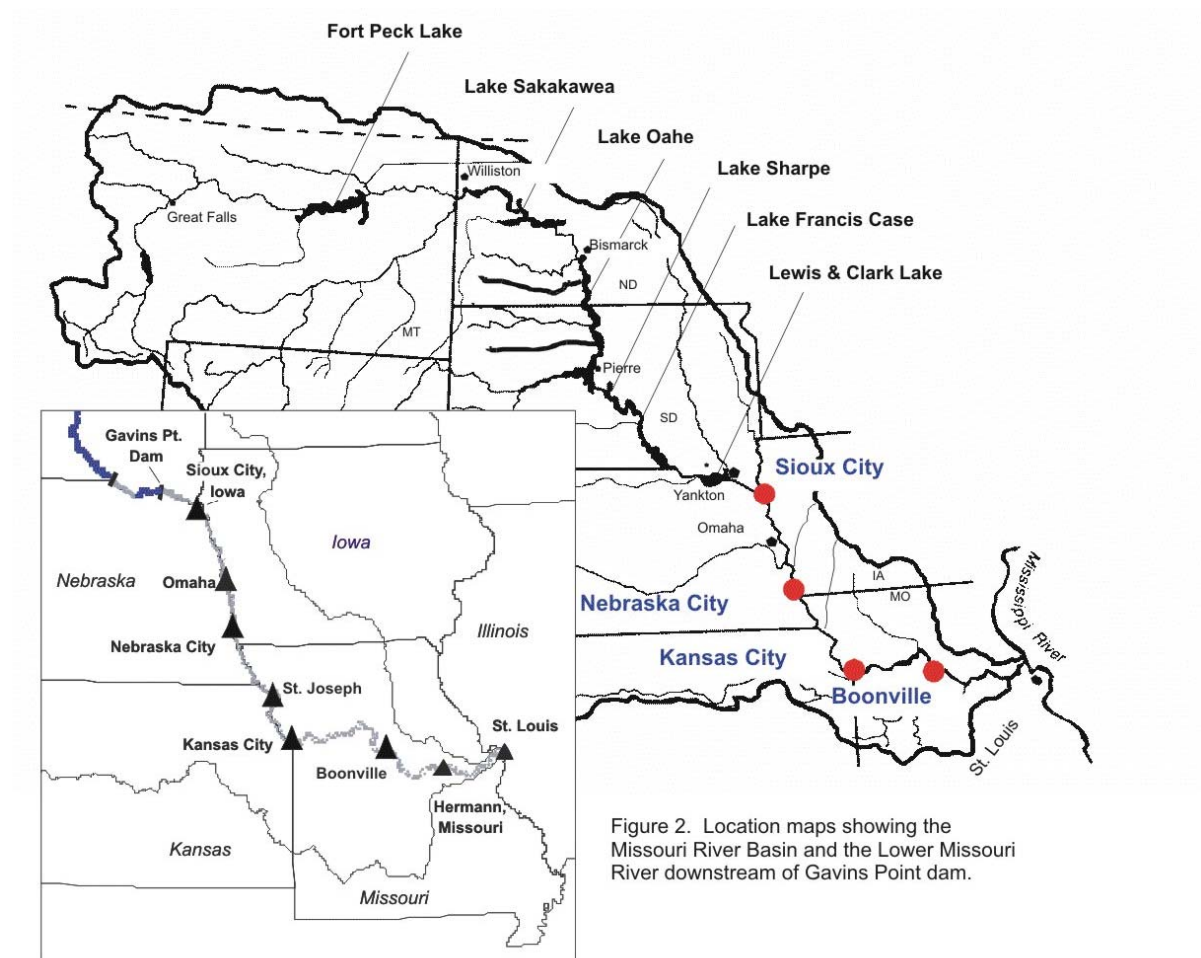 Fort Peck Lake
Lake Sakakawea
Lake Oahe
Lake Sharpe
Lake Francis Case
Lewis & Clark Lake
Williston
Great Falls
Bismarck
ND
MT
Pierre
SD
Yankton
Sioux City
Omaha
Nebraska City
IA
MO
Kansas City
Boonville
Mississippi River
St. Louis
Gavins Pt.
Dam
Sioux City,
Iowa
Iowa
Nebraska
Omaha
Nebraska City
Illinois
St. Joseph
Kansas City
St. Louis
Boonville
Hermann,
Missouri
Kansas
Missouri
Figure 2. Location maps showing the
Missouri River Basin and the Lower Missouri
River downstream of Gavins Point dam.